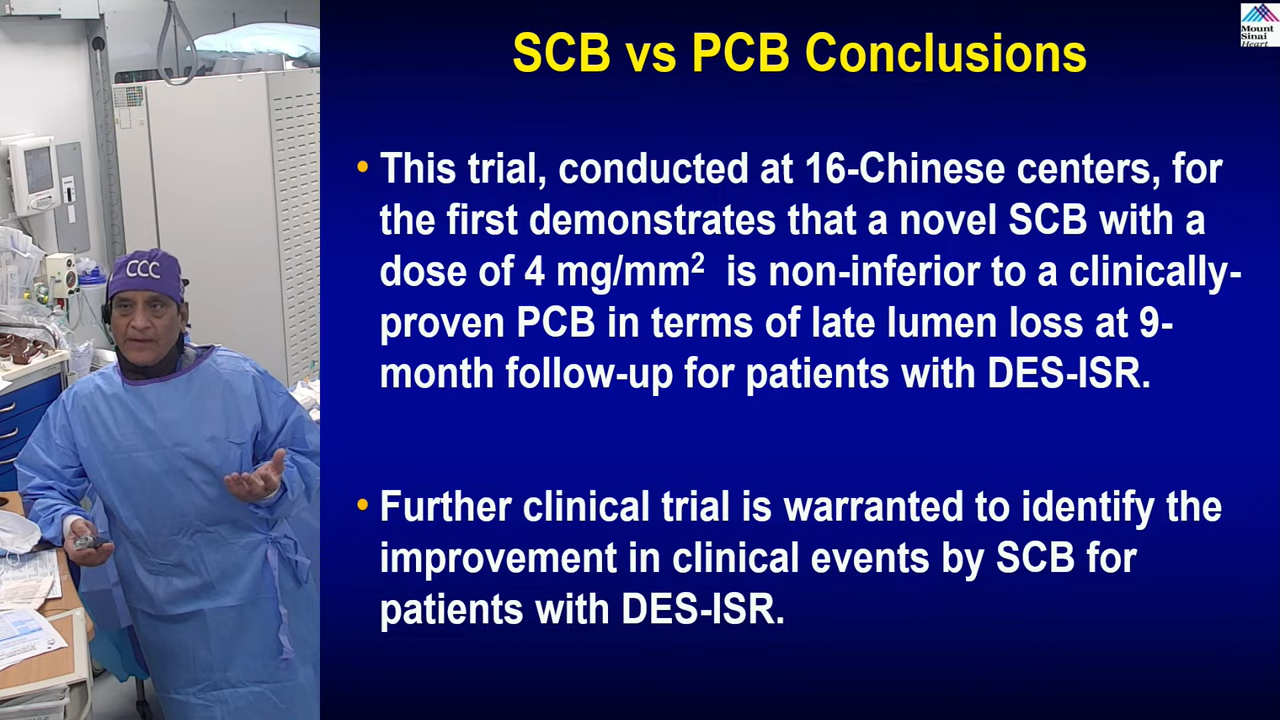 SCB vs PCB Conclusions
Mount
Sinai
Heart
• This trial, conducted at 16-Chinese centers, for
the first demonstrates that a novel SCB with a
dose of 4 mg/mm² is non-inferior to a clinically-
proven PCB in terms of late lumen loss at 9-
month follow-up for patients with DES-ISR.
• Further clinical trial is warranted to identify the
improvement in clinical events by SCB for
patients with DES-ISR.
CCC